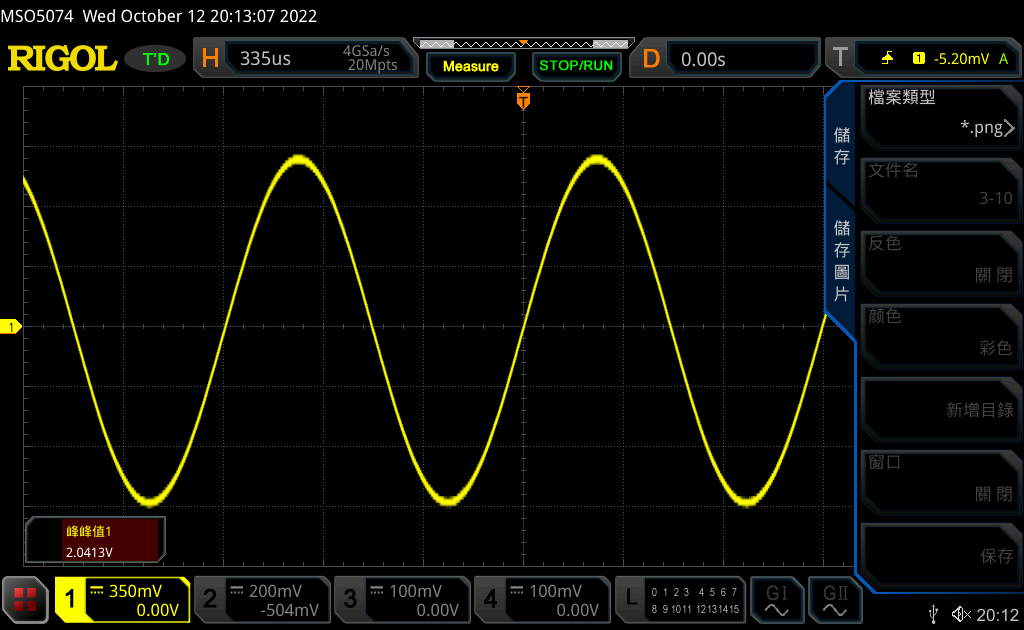 MSO5074 Wed October 12 20:13:07 2022
RIGOL T'D H 335us 4GSa/s 20Mpts Measure STOP/RUN D 0.00s T 1 -5.20mV A
T
檔案類型
*.png
儲存
文件名
3-10
儲存圖片
反色
關閉
颜色
彩色
1
新增目錄
窗口
關閉
峰峰值1
2.0413V
保存
1 350mV 0.00V 2 200mV -504mV 3 100mV 0.00V 4 100mV 0.00V L 0 1 2 3 4 5 6 7 8 9 10 11 12 13 14 15 GI GII
20:12